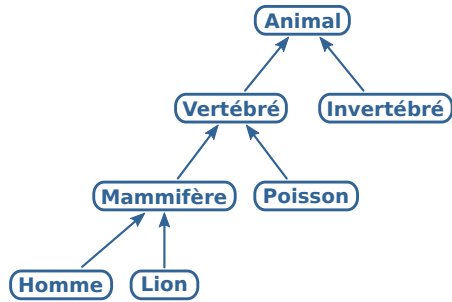 Animal
Vertébré
Invertébré
Mammifère
Poisson
Homme
Lion